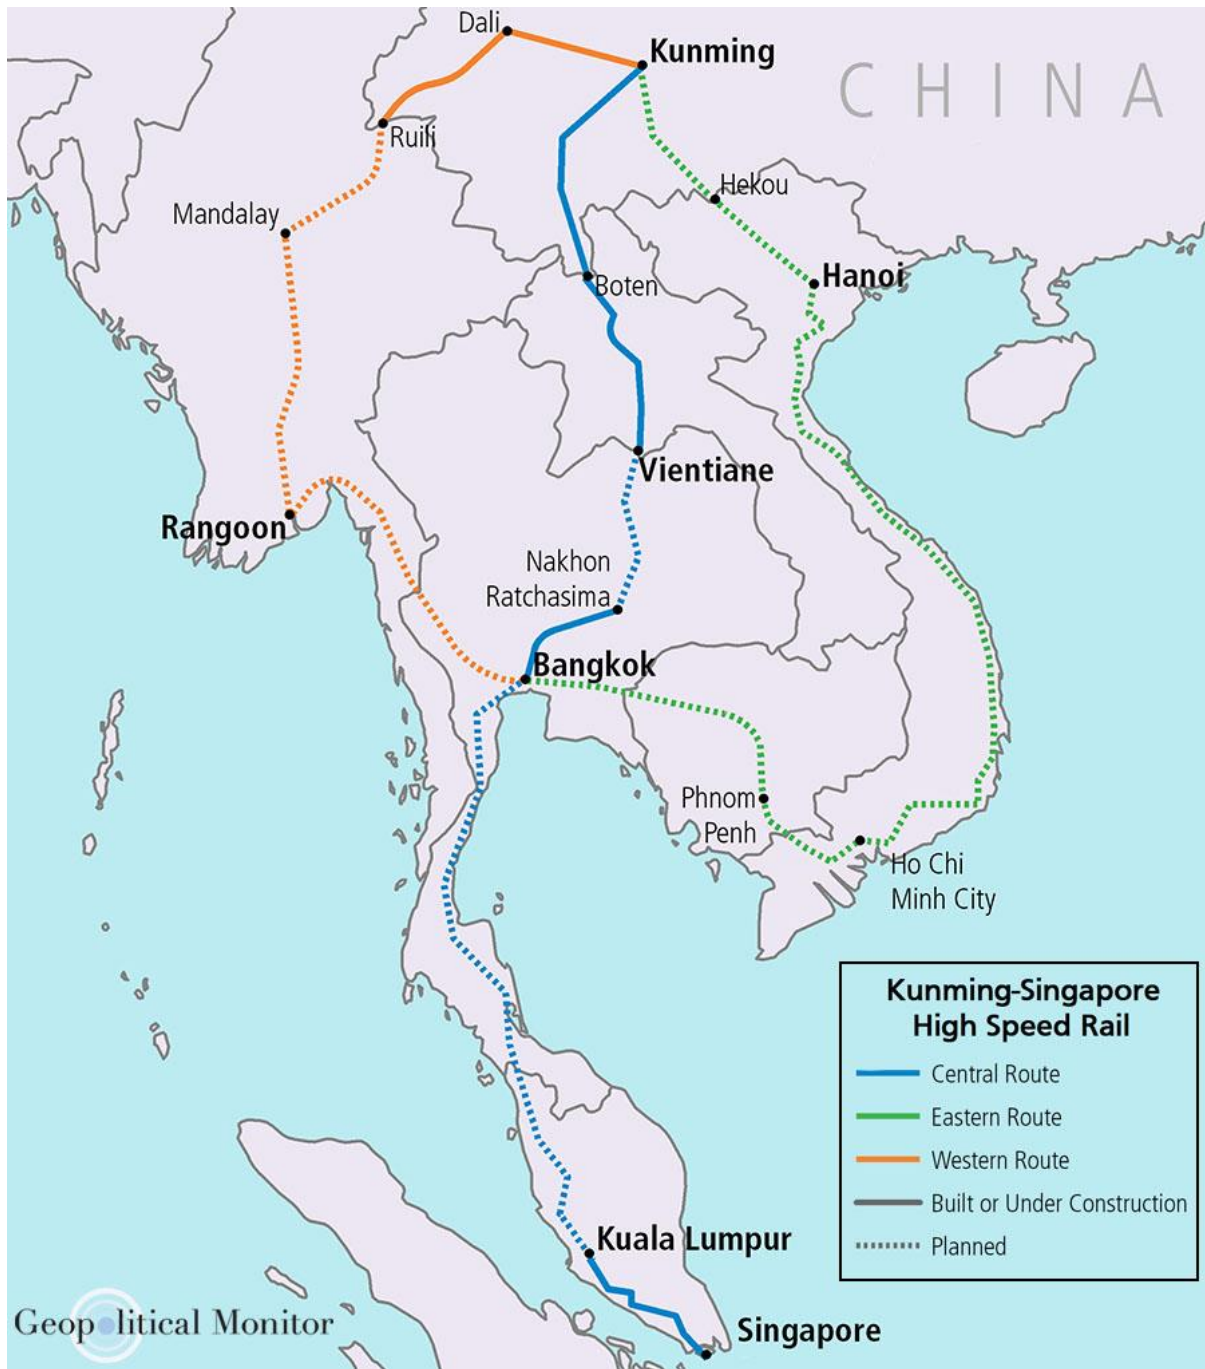 Dali
Kunming
CHINA
Ruili
Hekou
Mandalay
Hanoi
Boten
Vientiane
Rangoon
Nakhon
Ratchasima
Bangkok
Phnom
Penh
Ho Chi
Minh City
Kunming-Singapore
High Speed Rail
Central Route
Eastern Route
Western Route
Built or Under Construction
Planned
Kuala Lumpur
Geopolitical Monitor
Singapore